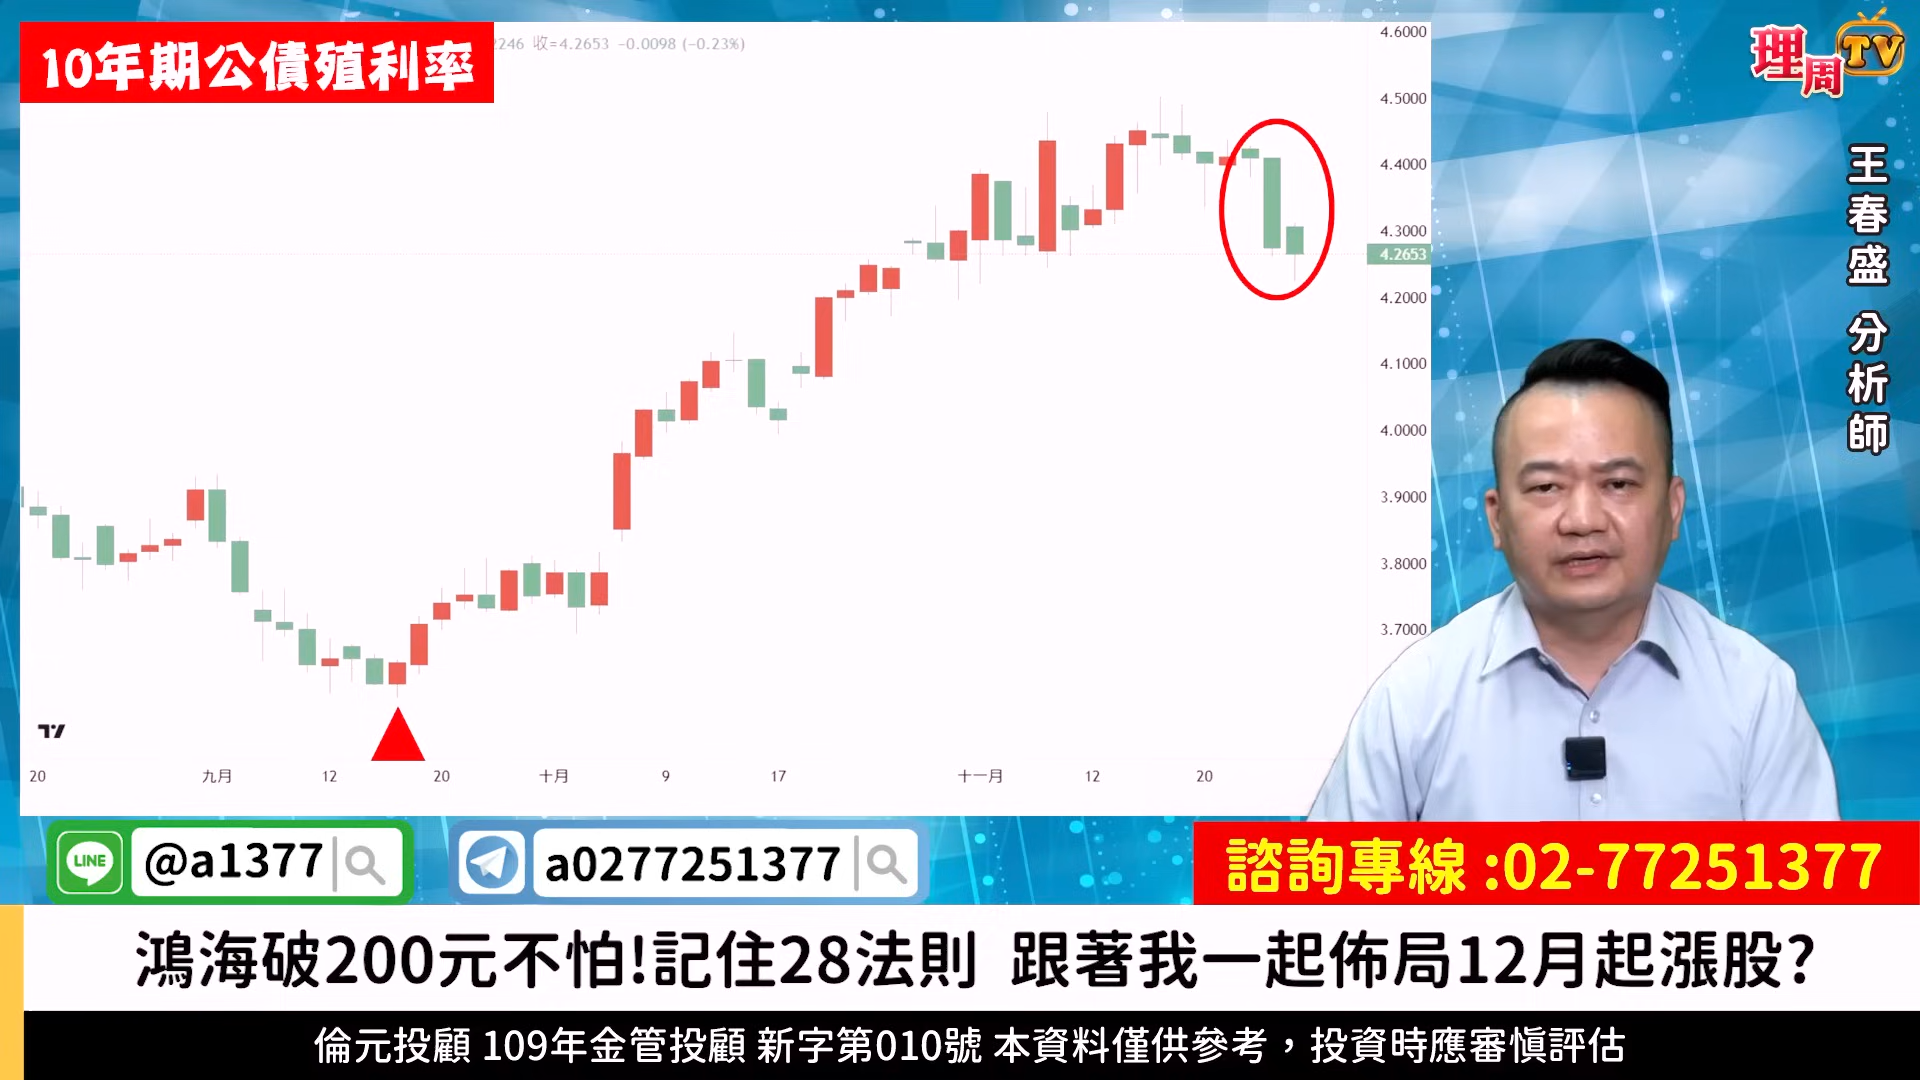 10年期公債殖利率
2246 收=4.2653 −0.0098 (−0.23%)
理周TV
王春盛 分析師
4.6000
4.5000
4.4000
4.3000
4.2653
4.2000
4.1000
4.0000
3.9000
3.8000
3.7000
20 九月 12 20 十月 9 17 十一月 12 20
LINE @a1377
a0277251377
諮詢專線:02-77251377
鴻海破200元不怕!記住28法則 跟著我一起佈局12月起漲股?
倫元投顧 109年金管投顧 新字第010號 本資料僅供參考，投資時應審慎評估